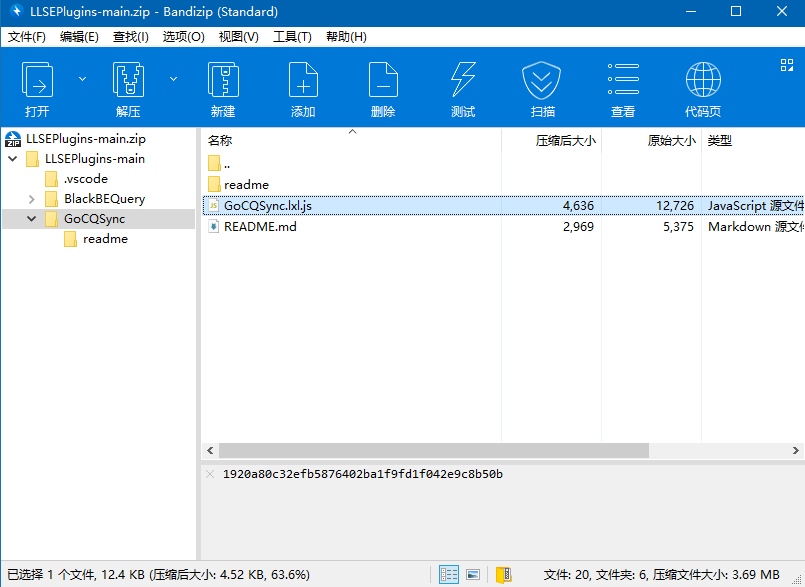 LLSEPlugins-main.zip - Bandizip (Standard)
文件(F) 编辑(E) 查找(I) 选项(O) 视图(V) 工具(T) 帮助(H)
打开 解压 新建 添加 删除 测试 扫描 查看 代码页
LLSEPlugins-main.zip
LLSEPlugins-main
.vscode
BlackBEQuery
GoCQSync
readme
名称 压缩后大小 原始大小 类型
..
readme
GoCQSync.lxl.js 4,636 12,726 JavaScript 源文件
README.md 2,969 5,375 Markdown 源文件
1920a80c32efb5876402ba1f9fd1f042e9c8b50b
已选择 1 个文件, 12.4 KB (压缩后大小: 4.52 KB, 63.6%) 文件: 20, 文件夹: 6, 压缩文件大小: 3.69 MB